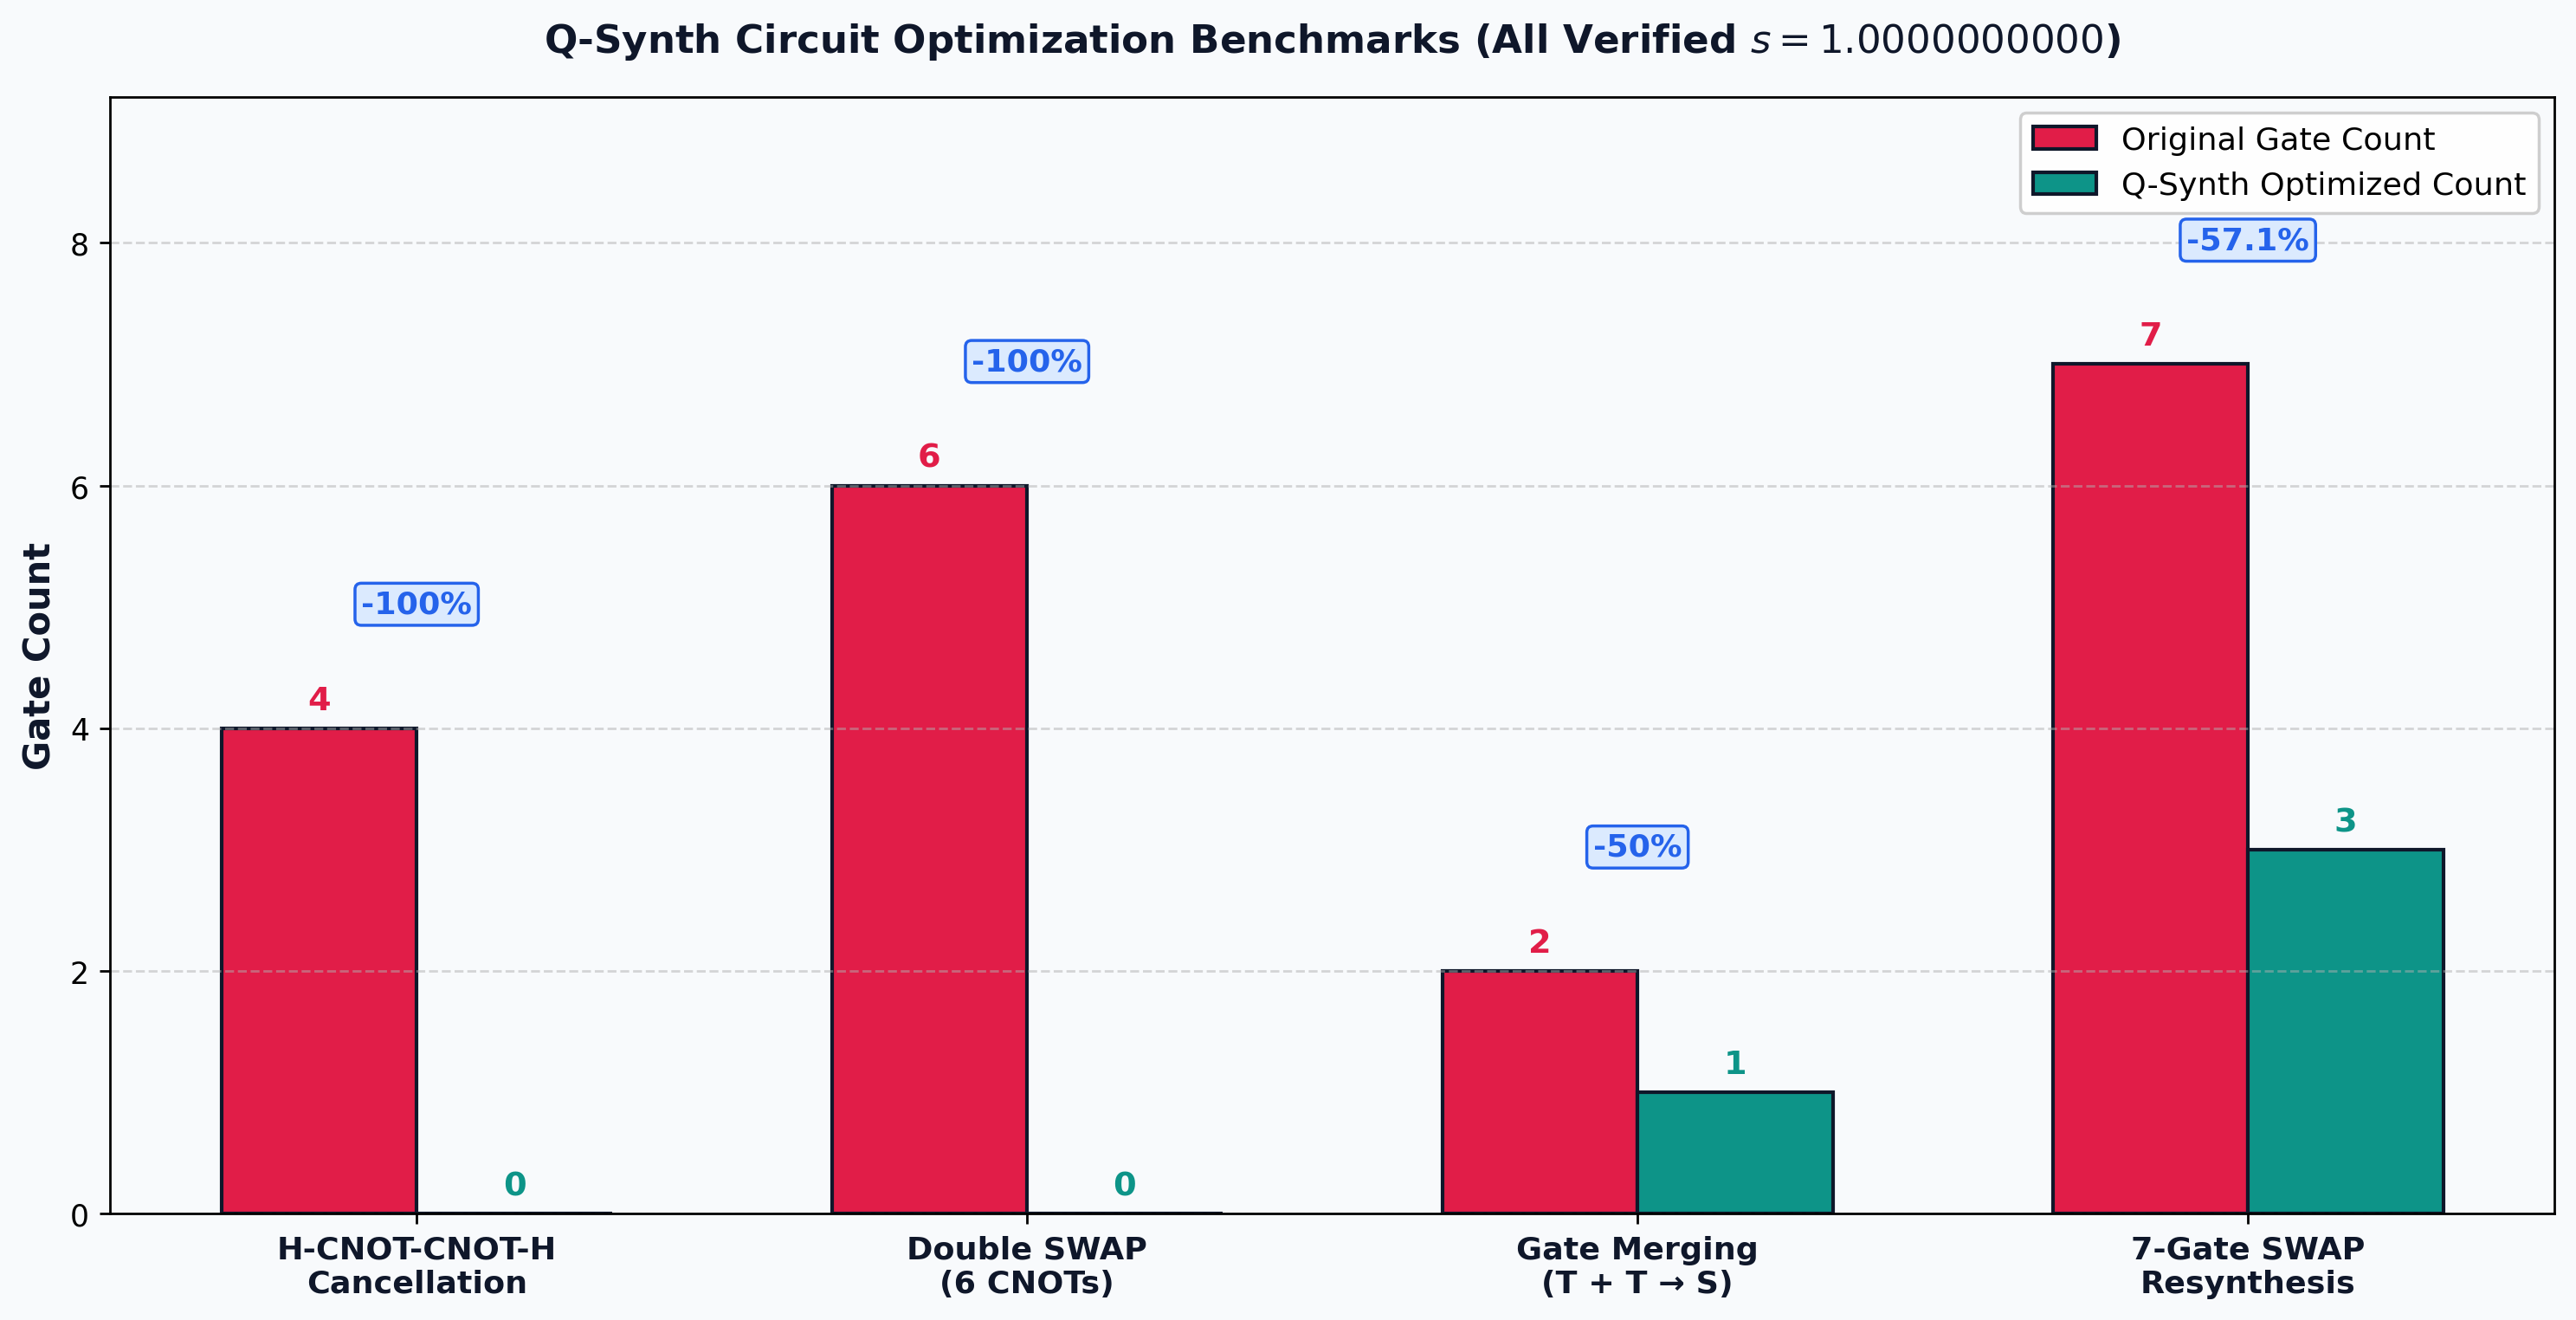 Q-Synth Circuit Optimization Benchmarks (All Verified s = 1.0000000000)
Original Gate Count
Q-Synth Optimized Count
Gate Count
8
6
4
2
0
-100%
4
0
-100%
6
0
-50%
2
1
-57.1%
7
3
H-CNOT-CNOT-H
Cancellation
Double SWAP
(6 CNOTs)
Gate Merging
(T + T → S)
7-Gate SWAP
Resynthesis